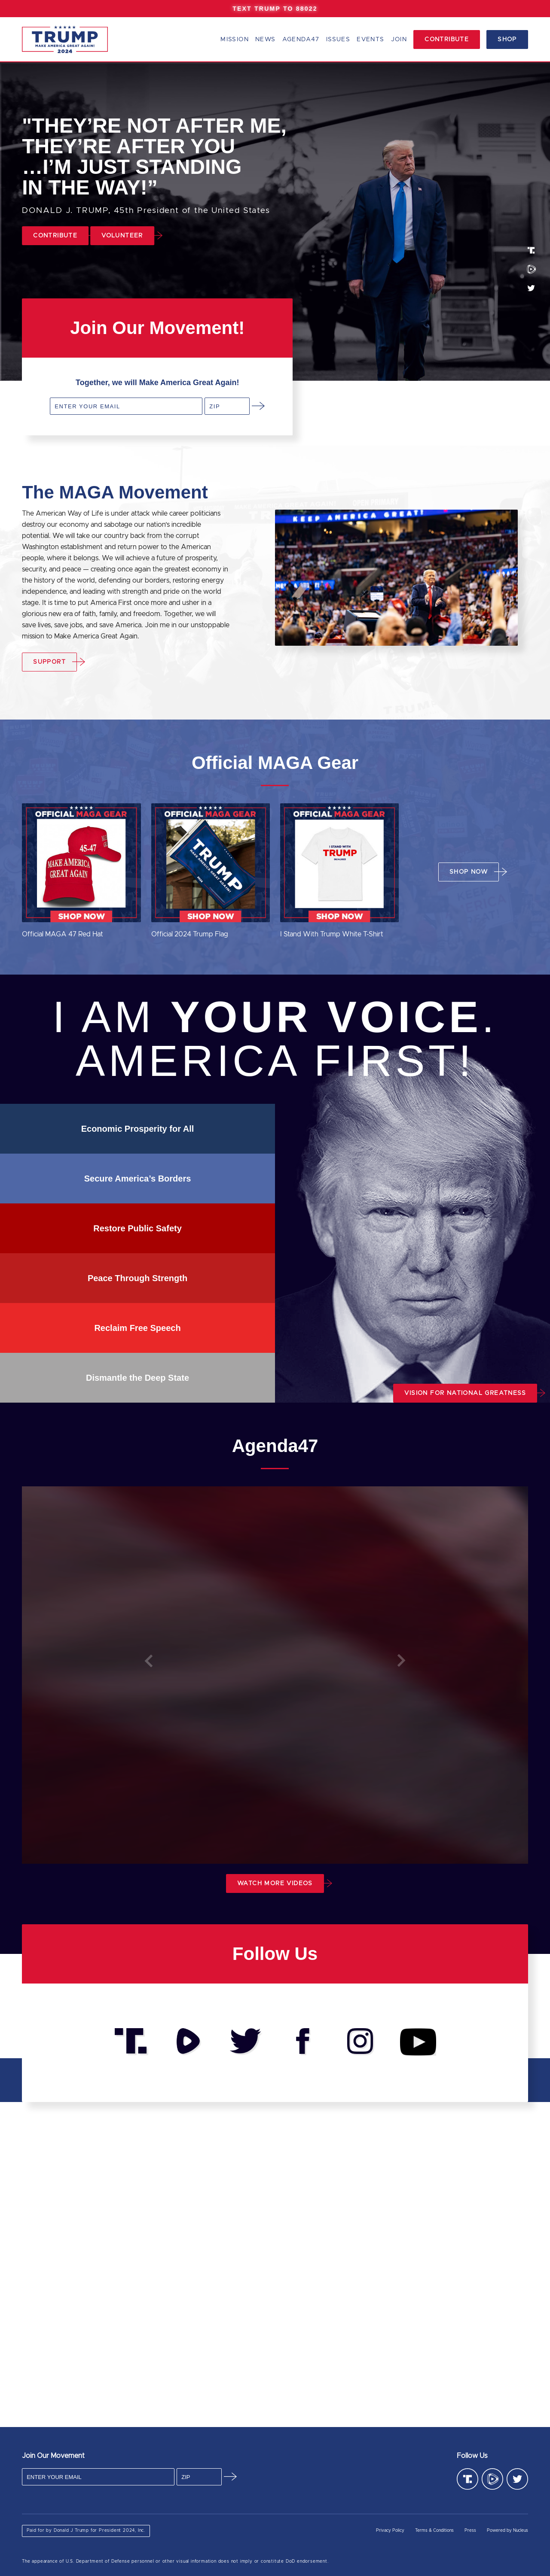 TEXT TRUMP TO 88022
TRUMP
MAKE AMERICA GREAT AGAIN!
2024
MISSION NEWS AGENDA47 ISSUES EVENTS JOIN CONTRIBUTE SHOP
"THEY'RE NOT AFTER ME,
THEY'RE AFTER YOU
…I'M JUST STANDING
IN THE WAY!”
DONALD J. TRUMP, 45th President of the United States
CONTRIBUTE VOLUNTEER
Join Our Movement!
Together, we will Make America Great Again!
ENTER YOUR EMAIL ZIP
The MAGA Movement
The American Way of Life is under attack while career politicians
destroy our economy and sabotage our nation's incredible
potential. We will take our country back from the corrupt
Washington establishment and return power to the American
people, where it belongs. We will achieve a future of prosperity,
security, and peace — creating once again the greatest economy in
the history of the world, defending our borders, restoring energy
independence, and leading with strength and pride on the world
stage. It is time to put America First once more and usher in a
glorious new era of faith, family, and freedom. Together, we will
save lives, save jobs, and save America. Join me in our unstoppable
mission to Make America Great Again.
KEEP AMERICA GREAT!
SUPPORT
TRUMP
Official MAGA Gear
OFFICIAL MAGA GEAR
45-47
MAKE AMERICA
GREAT AGAIN
SHOP NOW
Official MAGA 47 Red Hat
OFFICIAL MAGA GEAR
TRUMP
SHOP NOW
Official 2024 Trump Flag
OFFICIAL MAGA GEAR
I STAND WITH
TRUMP
SHOP NOW
I Stand With Trump White T-Shirt
SHOP NOW
I AM YOUR VOICE.
AMERICA FIRST!
Economic Prosperity for All
Secure America's Borders
Restore Public Safety
Peace Through Strength
Reclaim Free Speech
Dismantle the Deep State
VISION FOR NATIONAL GREATNESS
Agenda47
WATCH MORE VIDEOS
Follow Us
Join Our Movement
ENTER YOUR EMAIL ZIP
Follow Us
Paid for by Donald J Trump for President 2024, Inc
Privacy Policy Terms & Conditions Press Powered by Nucleus
The appearance of U.S. Department of Defense personnel or other visual information does not imply or constitute DoD endorsement